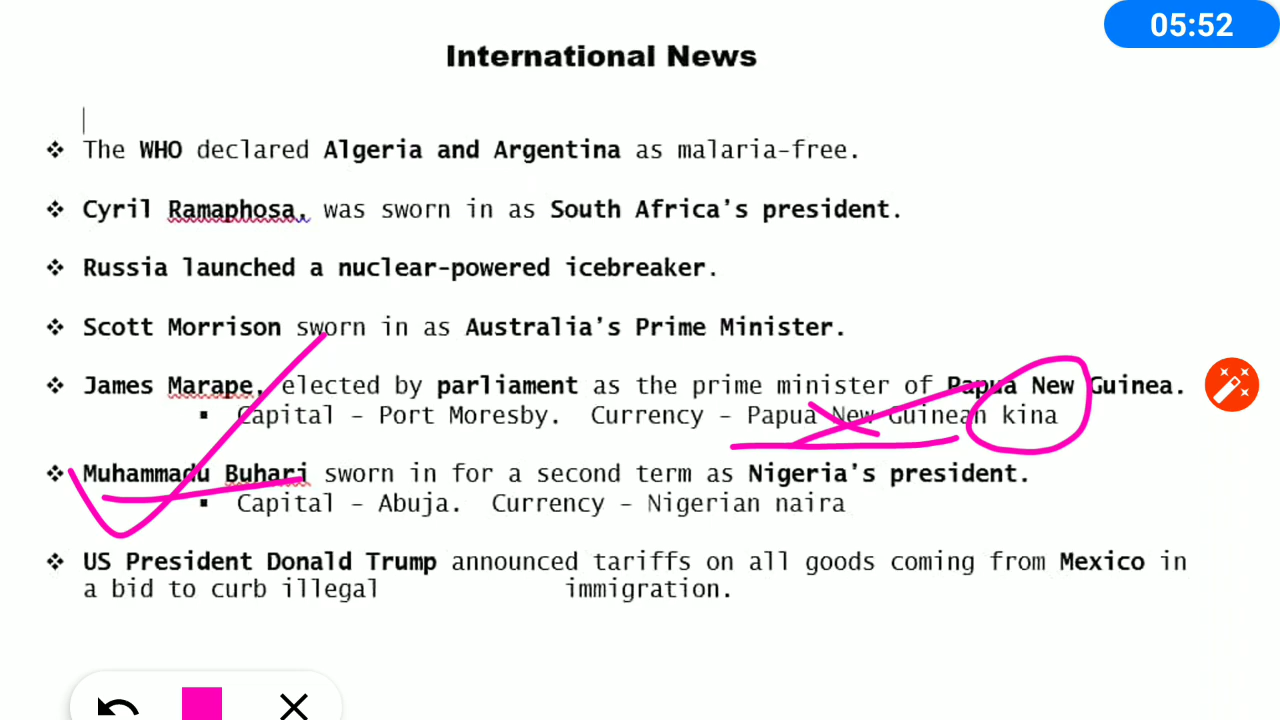 05:52
International News
❖ The WHO declared Algeria and Argentina as malaria-free.
❖ Cyril Ramaphosa, was sworn in as South Africa's president.
❖ Russia launched a nuclear-powered icebreaker.
❖ Scott Morrison sworn in as Australia's Prime Minister.
❖ James Marape, elected by parliament as the prime minister of Papua New Guinea.
▪ Capital – Port Moresby. Currency – Papua New Guinean kina
❖ Muhammadu Buhari sworn in for a second term as Nigeria's president.
▪ Capital – Abuja. Currency – Nigerian naira
❖ US President Donald Trump announced tariffs on all goods coming from Mexico in
a bid to curb illegal immigration.